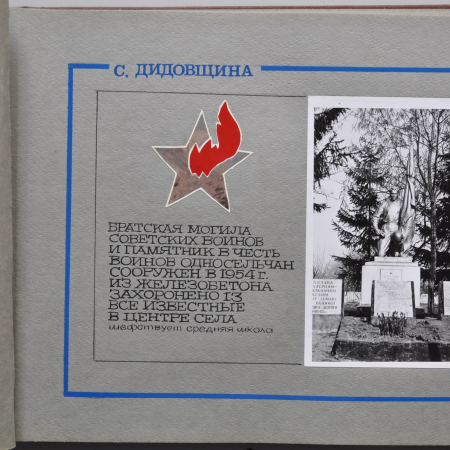 С. ДИДОВЩИНА
БРАТСКАЯ МОГИЛА
СОВЕТСКИХ ВОИНОВ
И ПАМЯТНИК В ЧЕСТЬ
ВОИНОВ ОДНОСЕЛЬЧАН
СООРУЖЕН В 1954 г.
ИЗ ЖЕЛЕЗОБЕТОНА
ЗАХОРОНЕНО 13
ВСЕ ИЗВЕСТНЫЕ
В ЦЕНТРЕ СЕЛА
шефствует средняя школа